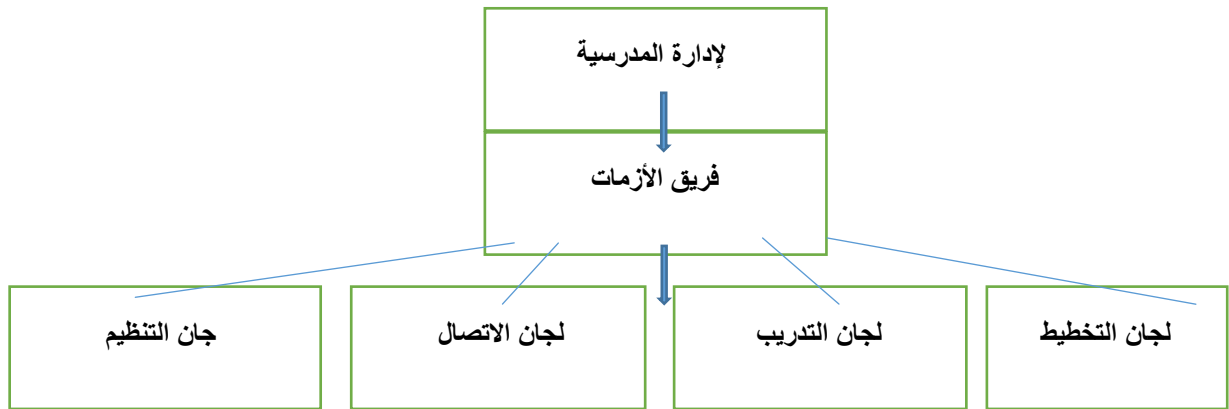 لإدارة المدرسية
فريق الأزمات
لجان التخطيط
لجان التدريب
لجان الاتصال
جان التنظيم